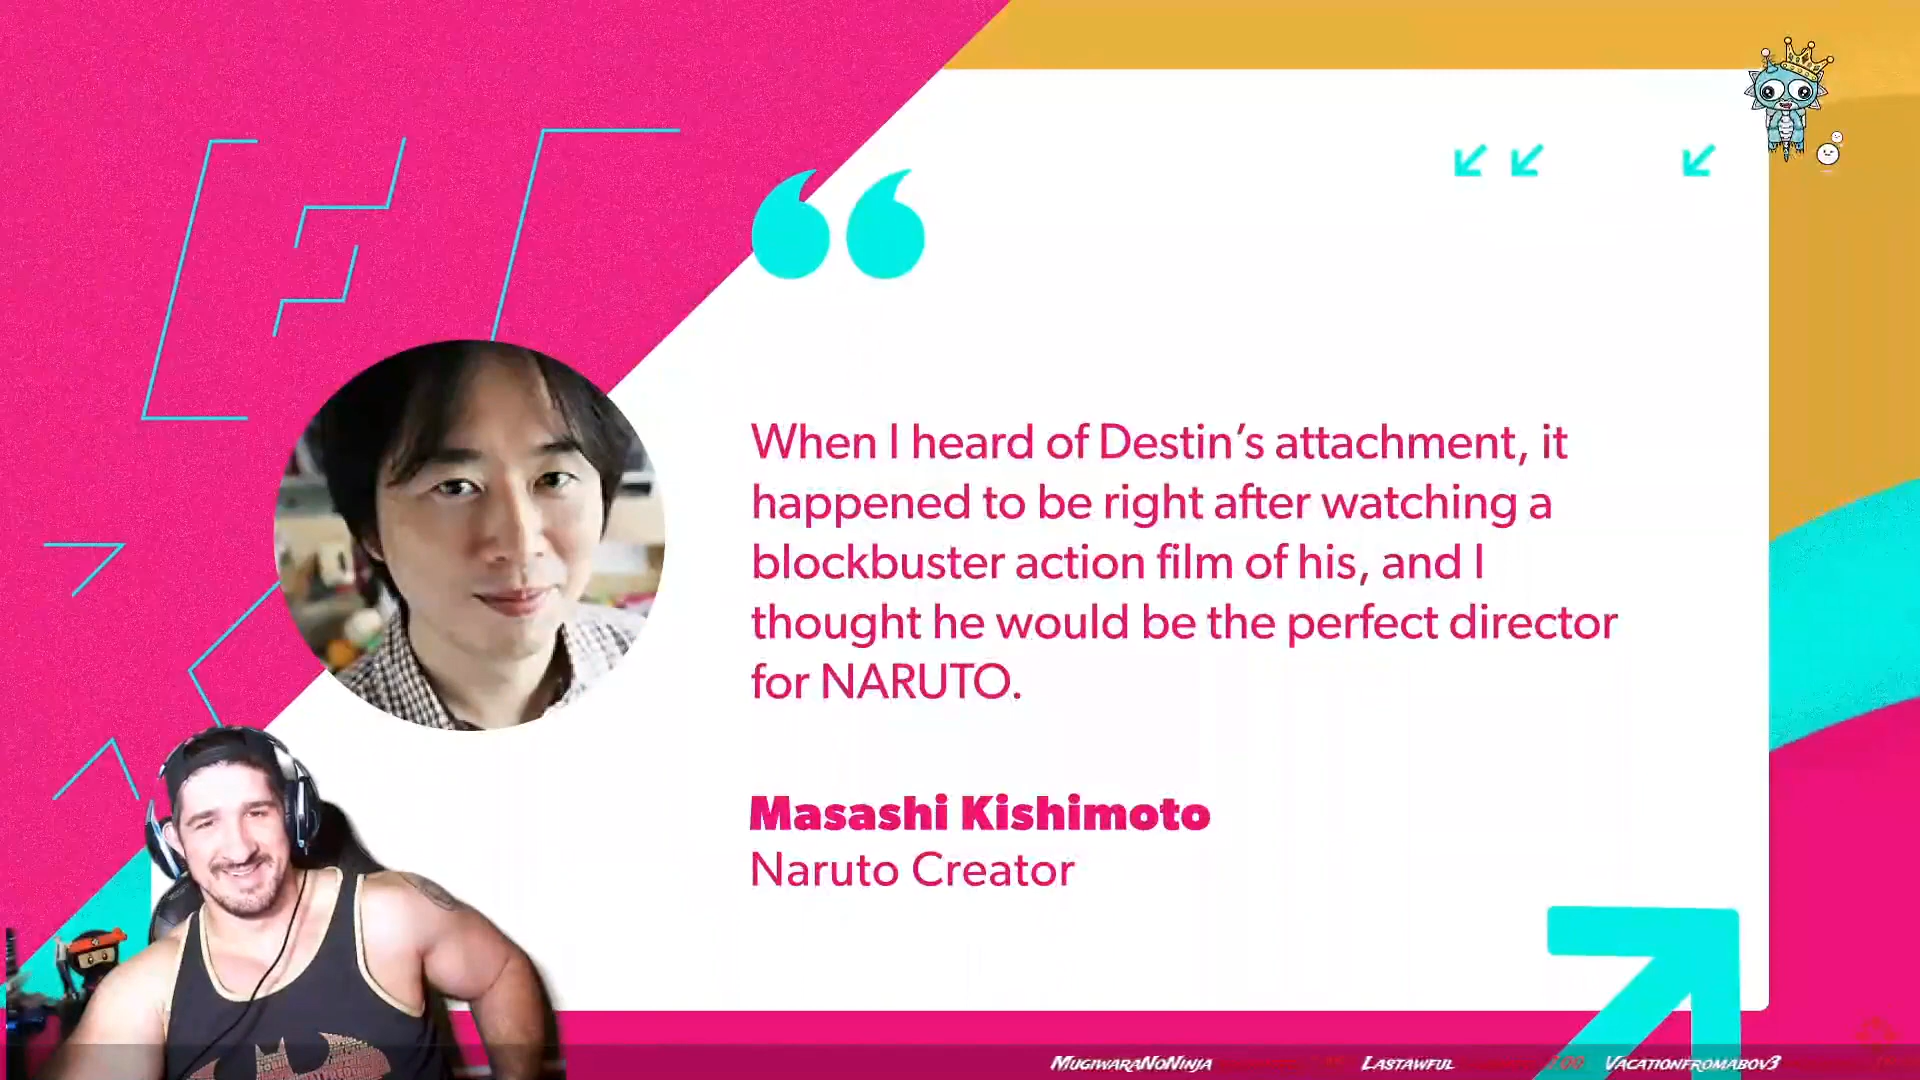 When I heard of Destin’s attachment, it
happened to be right after watching a
blockbuster action film of his, and I
thought he would be the perfect director
for NARUTO.
Masashi Kishimoto
Naruto Creator
MugiwaraNoNinja Lastawful Vacationfromabov3